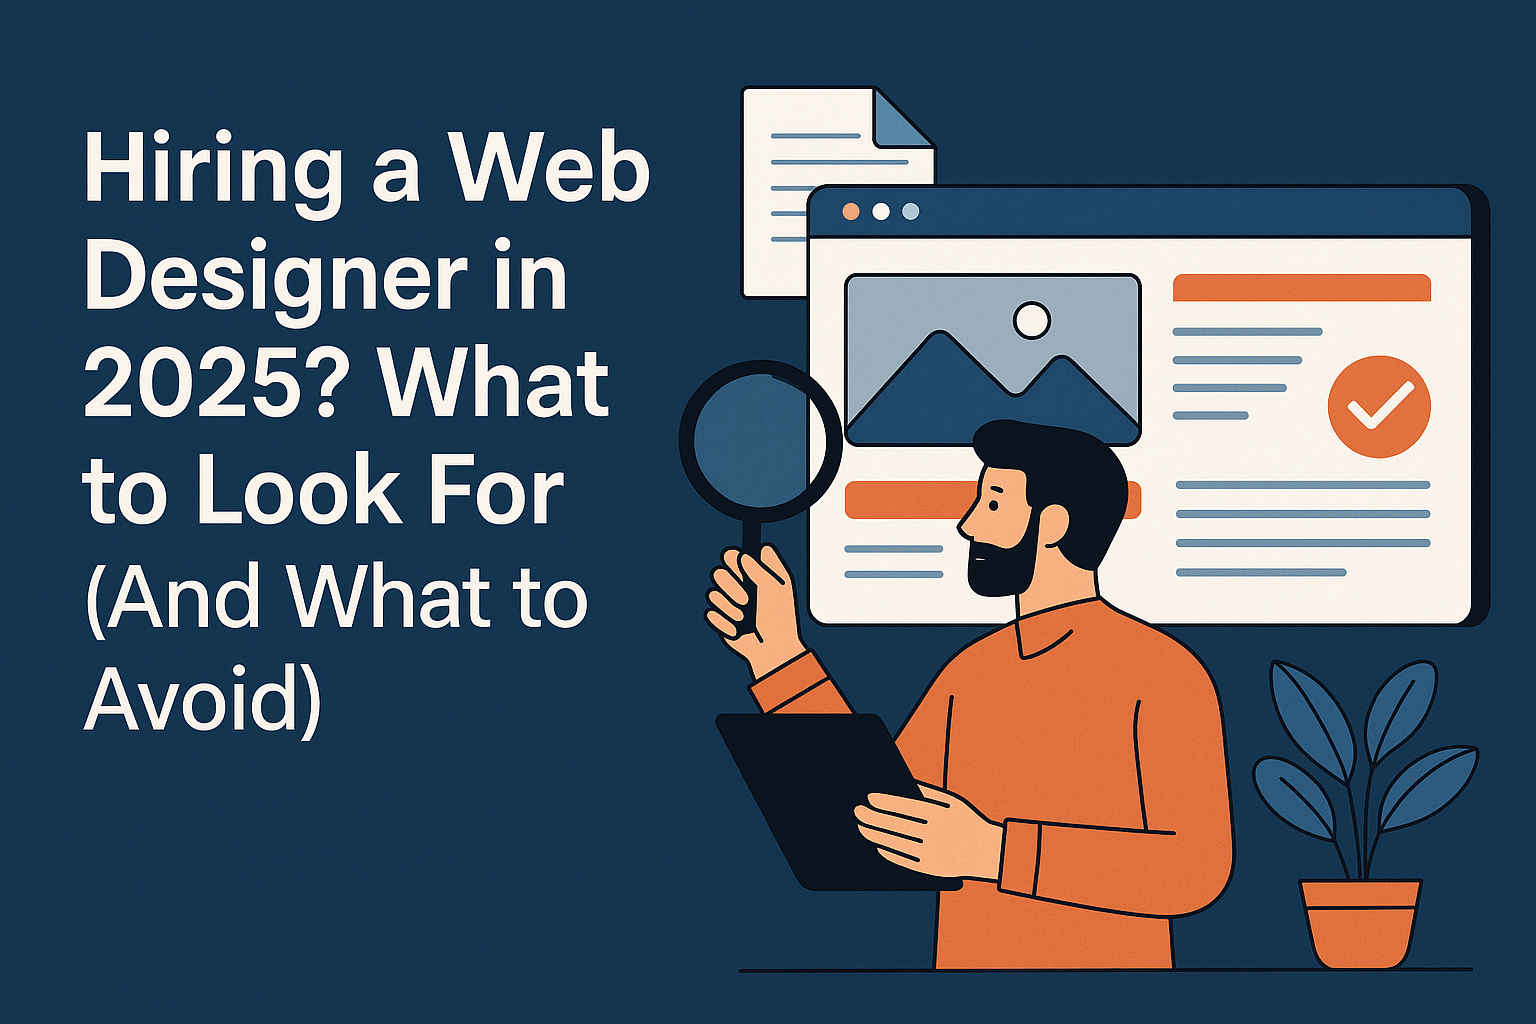 Hiring a Web
Designer in
2025? What
to Look For
(And What to
Avoid)